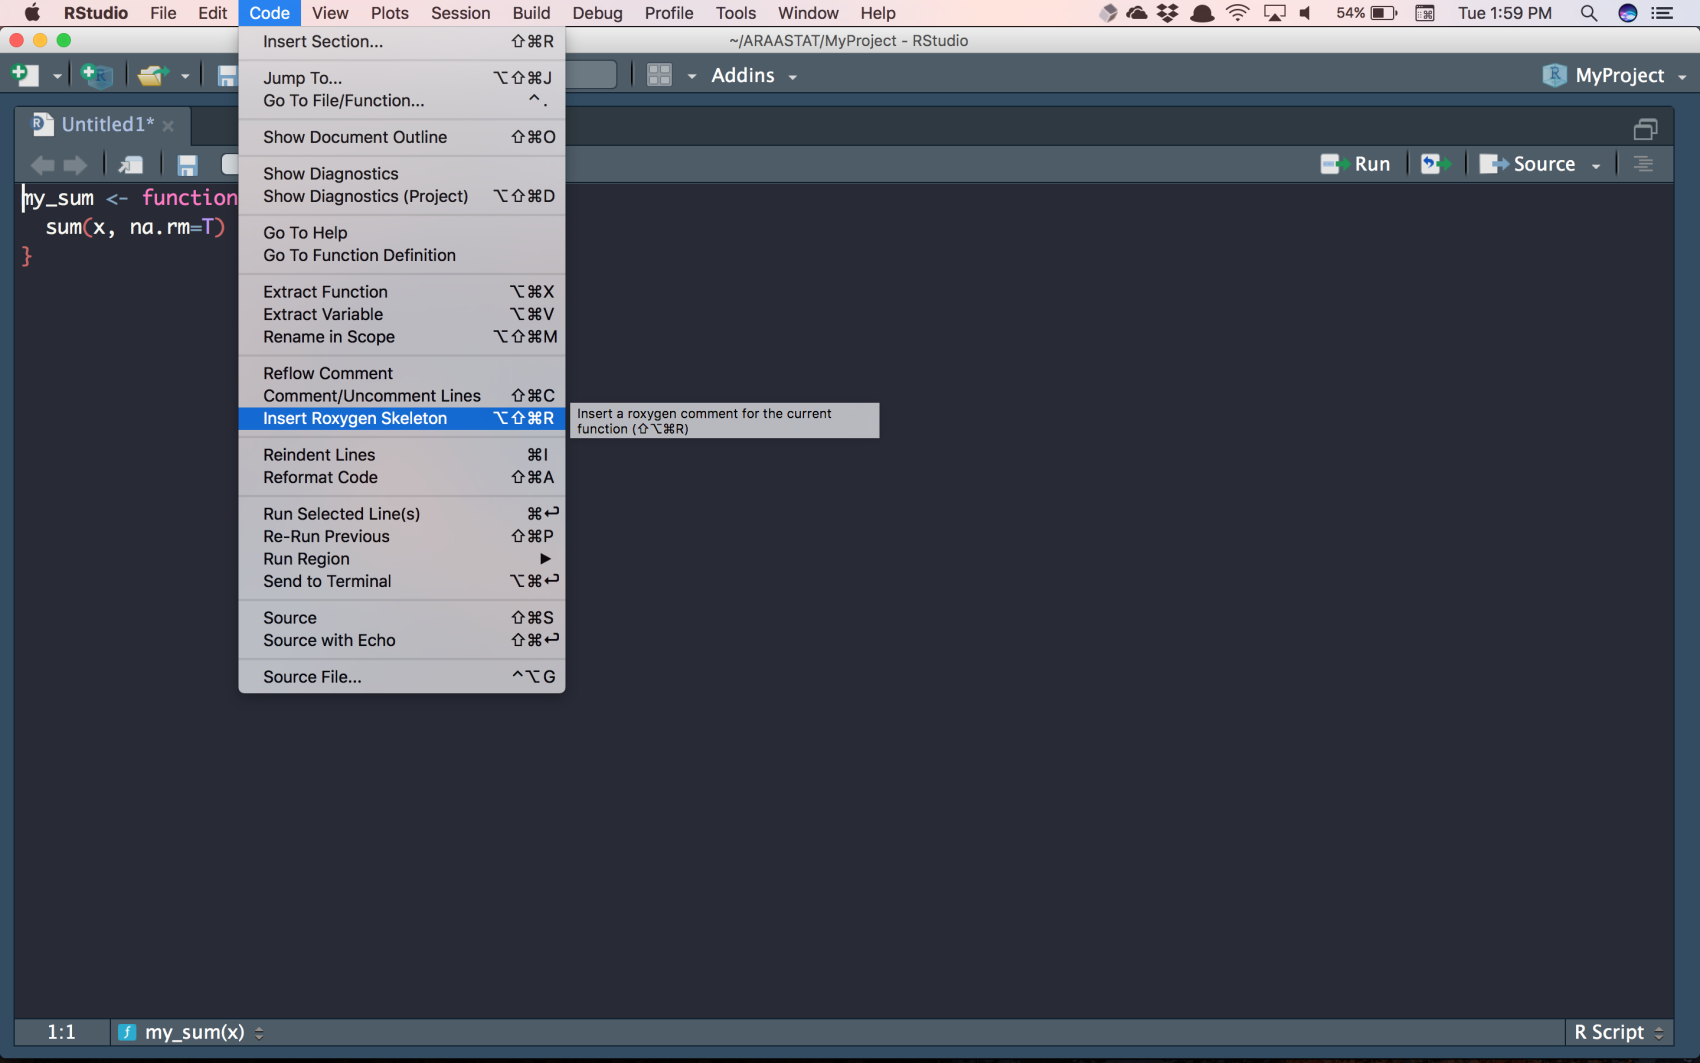 RStudio File Edit Code View Plots Session Build Debug Profile Tools Window Help 54% Tue 1:59 PM
~/ARAASTAT/MyProject - RStudio
Addins MyProject
Untitled1*
Run Source
my_sum <- function
sum(x, na.rm=T)
}
Insert Section... ⇧⌘R
Jump To... ⌥⇧⌘J
Go To File/Function... ^ .
Show Document Outline ⇧⌘O
Show Diagnostics
Show Diagnostics (Project) ⌥⇧⌘D
Go To Help
Go To Function Definition
Extract Function ⌥⌘X
Extract Variable ⌥⌘V
Rename in Scope ⌥⇧⌘M
Reflow Comment
Comment/Uncomment Lines ⇧⌘C
Insert Roxygen Skeleton ⌥⇧⌘R
Insert a roxygen comment for the current
function (⇧⌥⌘R)
Reindent Lines ⌘I
Reformat Code ⇧⌘A
Run Selected Line(s) ⌘↩
Re-Run Previous ⇧⌘P
Run Region ▶
Send to Terminal ⌥⌘↩
Source ⇧⌘S
Source with Echo ⇧⌘↩
Source File... ^⌥G
1:1 my_sum(x) R Script